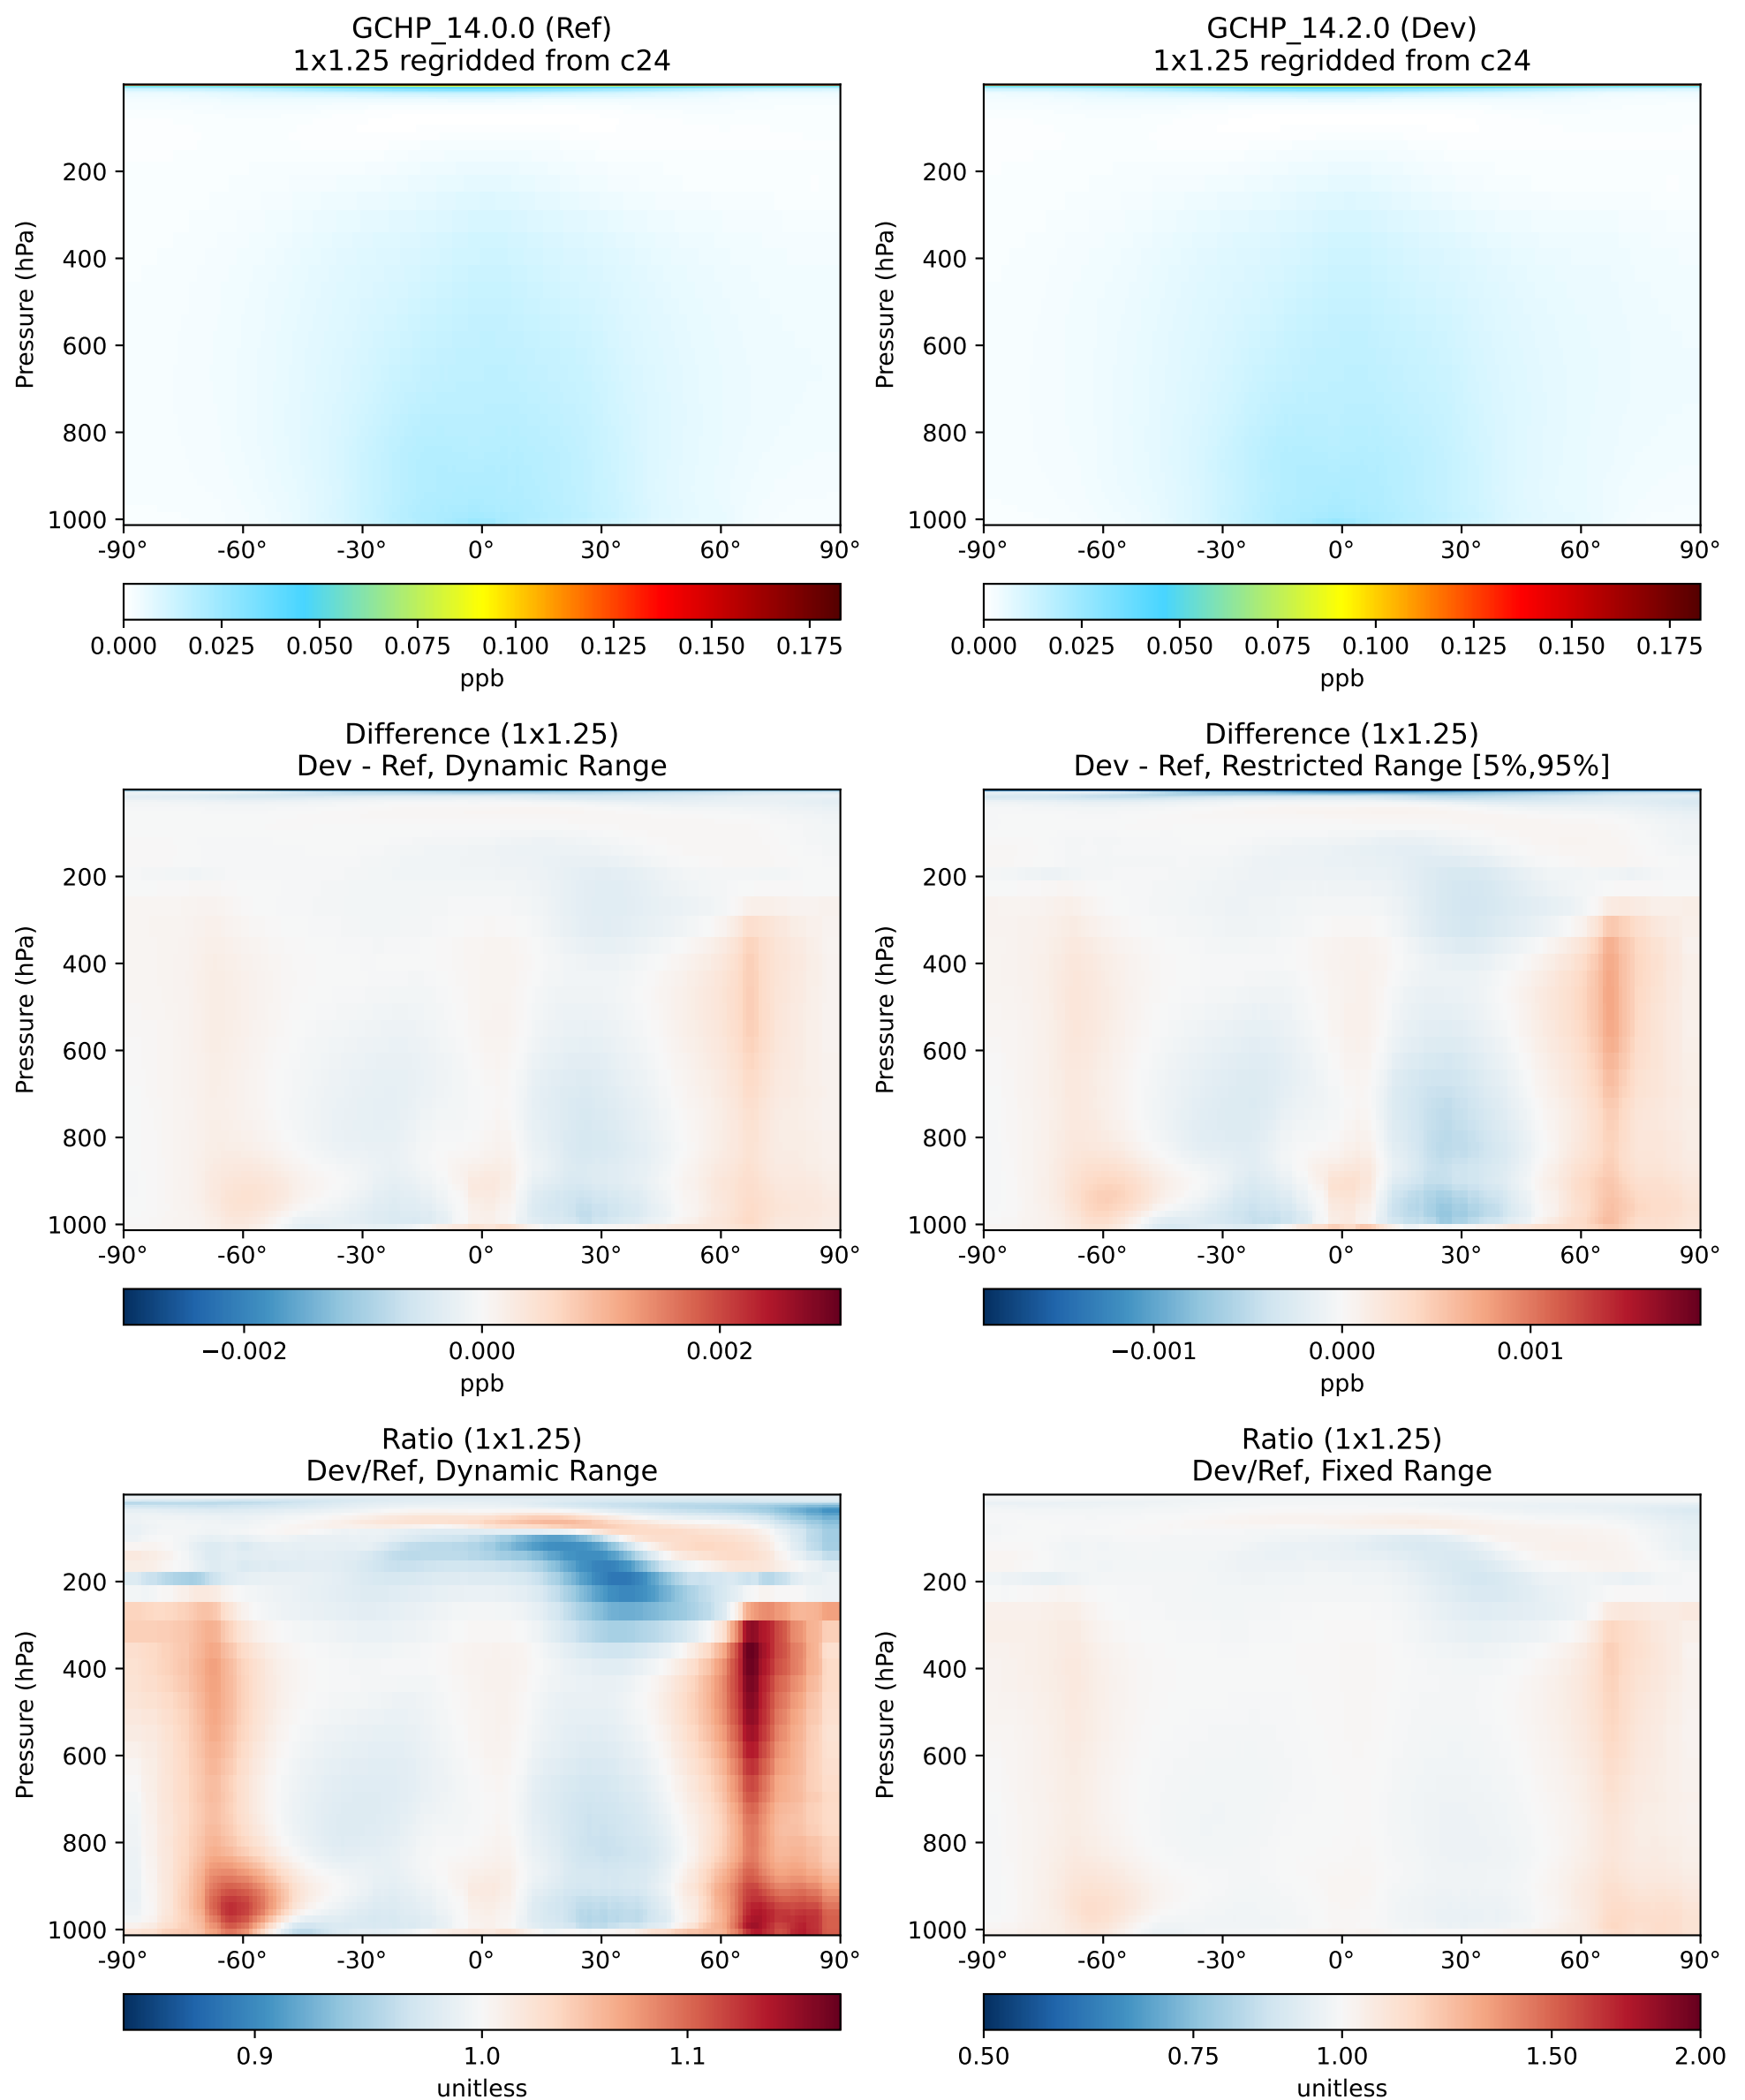 GCHP_14.0.0 (Ref)
1x1.25 regridded from c24
Pressure (hPa)
200
400
600
800
1000
-90° -60° -30° 0° 30° 60° 90°
0.000 0.025 0.050 0.075 0.100 0.125 0.150 0.175
ppb
GCHP_14.2.0 (Dev)
1x1.25 regridded from c24
Pressure (hPa)
200
400
600
800
1000
-90° -60° -30° 0° 30° 60° 90°
0.000 0.025 0.050 0.075 0.100 0.125 0.150 0.175
ppb
Difference (1x1.25)
Dev - Ref, Dynamic Range
Pressure (hPa)
200
400
600
800
1000
-90° -60° -30° 0° 30° 60° 90°
−0.002 0.000 0.002
ppb
Difference (1x1.25)
Dev - Ref, Restricted Range [5%,95%]
Pressure (hPa)
200
400
600
800
1000
-90° -60° -30° 0° 30° 60° 90°
−0.001 0.000 0.001
ppb
Ratio (1x1.25)
Dev/Ref, Dynamic Range
Pressure (hPa)
200
400
600
800
1000
-90° -60° -30° 0° 30° 60° 90°
0.9 1.0 1.1
unitless
Ratio (1x1.25)
Dev/Ref, Fixed Range
Pressure (hPa)
200
400
600
800
1000
-90° -60° -30° 0° 30° 60° 90°
0.50 0.75 1.00 1.50 2.00
unitless